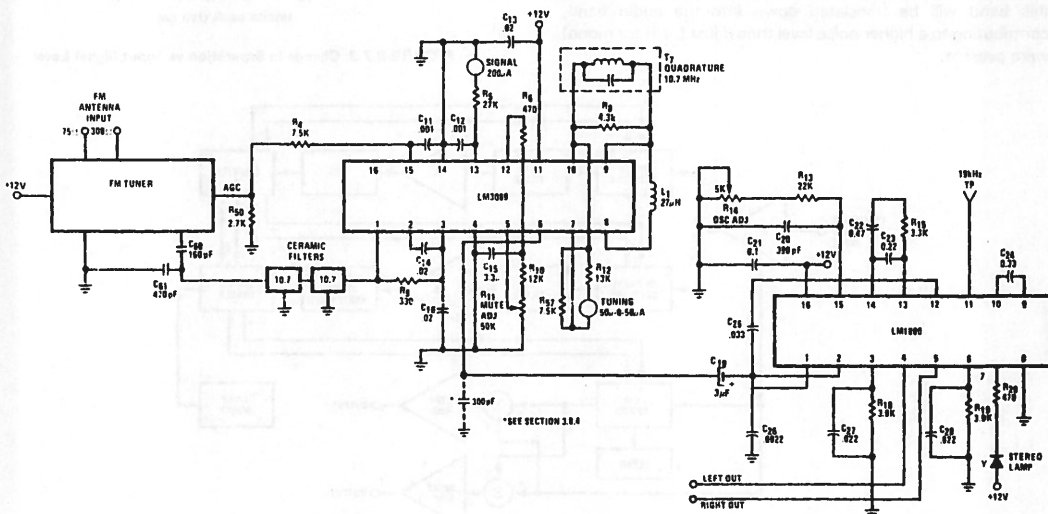 +12V
C13
.02
SIGNAL
200µA
T7
QUADRATURE
10.7 MHz
FM
ANTENNA
INPUT
75Ω 300Ω
R5
27K
R6
470
R9
4.3k
R4
7.5K
C11
.001
C12
.001
+12V
FM TUNER
AGC
R50
2.7K
16 15 14 13 12 11 10 9
LM3089
1 2 3 4 5 6 7 8
L1
27µH
C60
150pF
C61
470pF
CERAMIC
FILTERS
10.7 10.7
C14
.02
R8
330
C16
.02
C15
R10
12K
R11
MUTE
ADJ
50K
R57
7.5K
R12
13K
TUNING
50µ-0-50µA
* 300pF
*SEE SECTION 3.8.4
C19
3µF +
5K
R14
OSC ADJ
R13
22K
C20
390pF
C21
0.1
+12V
C22
0.47
C23
0.22
R15
3.3K
19kHz
TP
C24
0.33
C25
.033
16 15 14 13 12 11 10 9
LM1800
1 2 3 4 5 6 7 8
C26
.0022
C27
.022
R18
3.9K
C28
.022
R19
3.9K
R20
470
Y STEREO
LAMP
+12V
LEFT OUT
RIGHT OUT